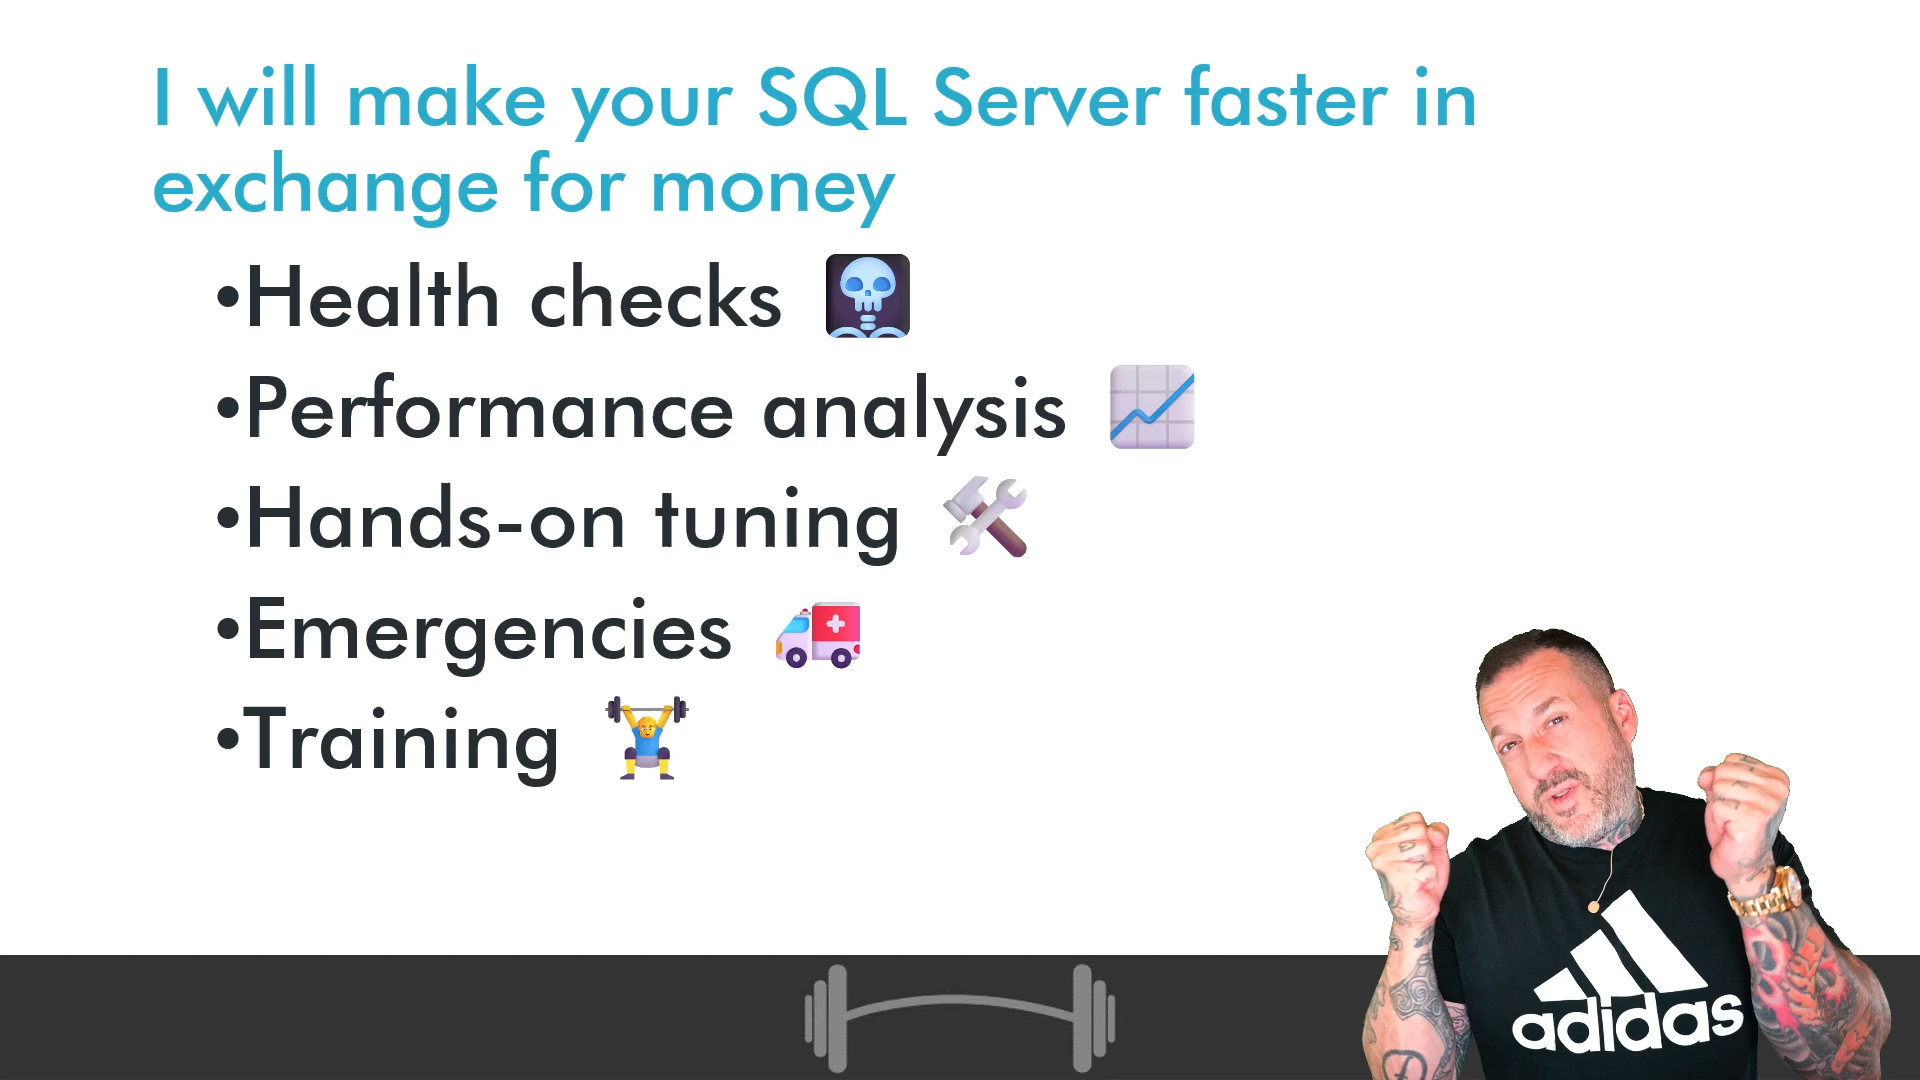 I will make your SQL Server faster in
exchange for money
•Health checks
•Performance analysis
•Hands-on tuning
•Emergencies
•Training
adidas